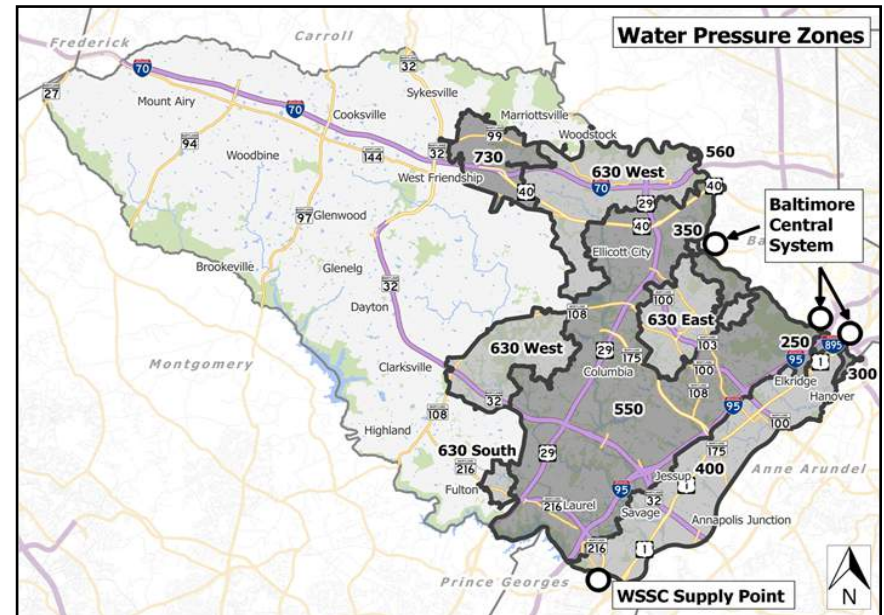 Water Pressure Zones
Frederick
Carroll
32
70
27
Mount Airy
Sykesville
Cooksville
70
Marriottsville
Woodstock
99
560
94
144
32
730
630 West
Woodbine
West Friendship
70
40
40
29
40
Baltimore
Central
System
350
Glenwood
97
Ellicott City
Brookeville
Glenelg
32
Dayton
108
100
630 East
630 West
29
175
103
250
95
895
1
300
Clarksville
Columbia
100
Elkridge
Hanover
Montgomery
32
108
550
95
108
100
Highland
630 South
29
175
400
216
Jessup
1
Anne Arundel
Fulton
95
32
216
Laurel
Savage
Annapolis Junction
216
1
Prince Georges
WSSC Supply Point
N